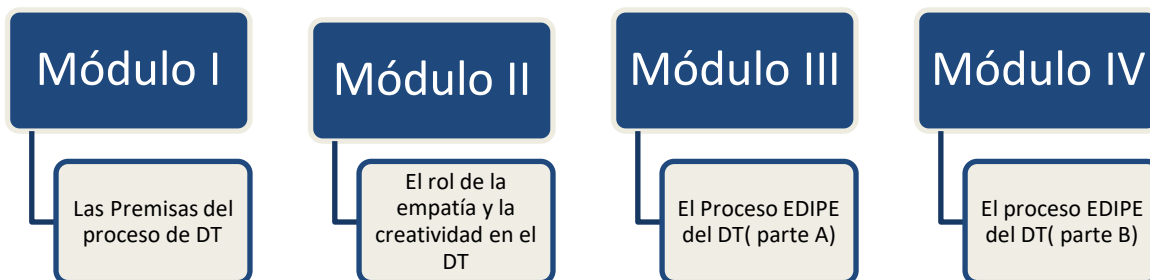 Módulo I
Las Premisas del
proceso de DT
Módulo II
El rol de la
empatía y la
creatividad en el
DT
Módulo III
El Proceso EDIPE
del DT( parte A)
Módulo IV
El proceso EDIPE
del DT( parte B)